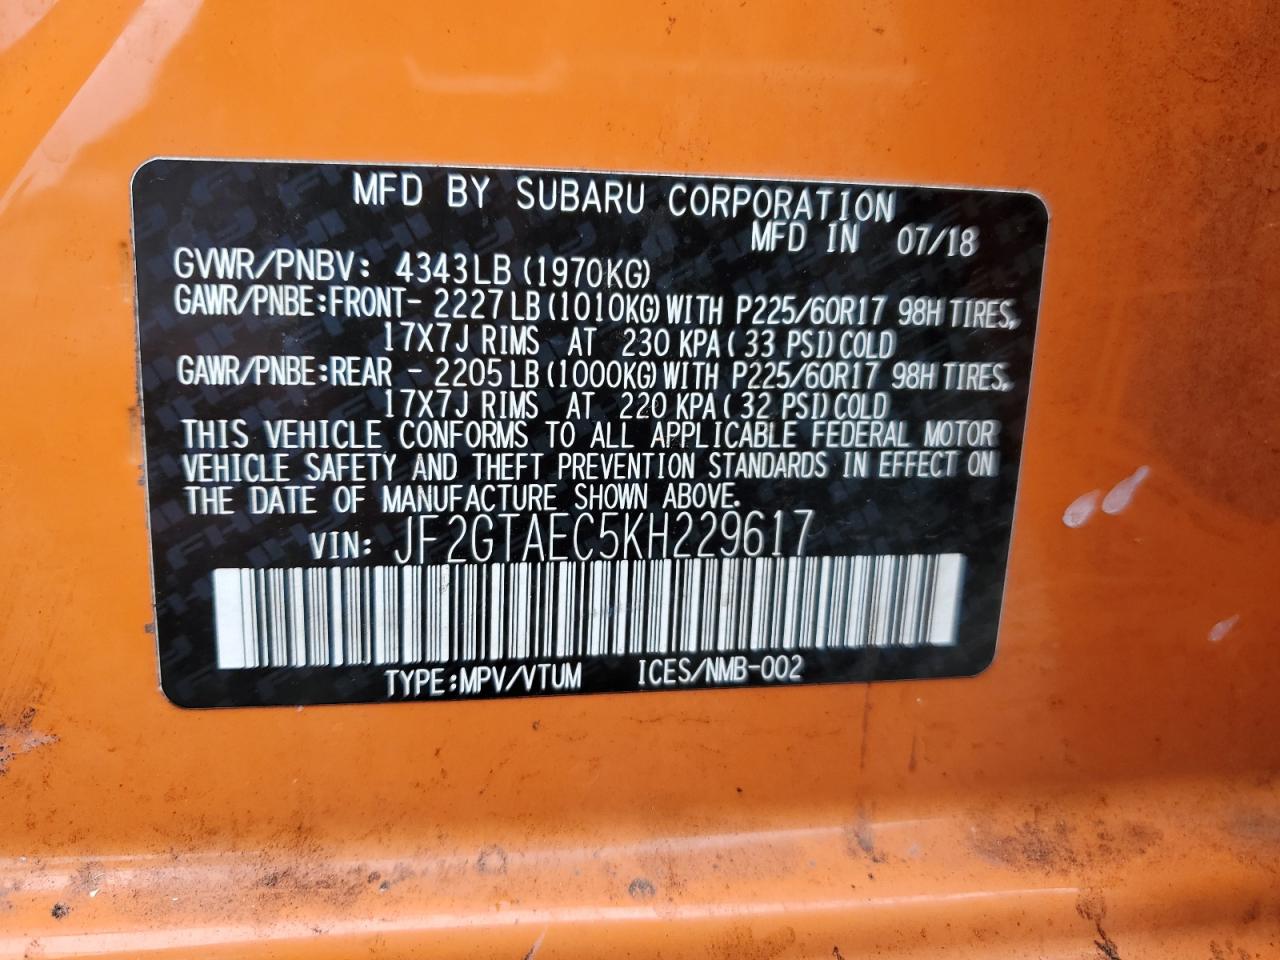 MFD BY SUBARU CORPORATION
MFD IN 07/18
GVWR/PNBV: 4343LB (1970KG)
GAWR/PNBE:FRONT- 2227LB (1010KG) WITH P225/60R17 98H TIRES,
17X7J RIMS AT 230 KPA (33 PSI) COLD
GAWR/PNBE:REAR - 2205LB (1000KG) WITH P225/60R17 98H TIRES,
17X7J RIMS AT 220 KPA (32 PSI) COLD
THIS VEHICLE CONFORMS TO ALL APPLICABLE FEDERAL MOTOR
VEHICLE SAFETY AND THEFT PREVENTION STANDARDS IN EFFECT ON
THE DATE OF MANUFACTURE SHOWN ABOVE.
VIN: JF2GTAEC5KH229617
TYPE:MPV/VTUM ICES/NMB-002